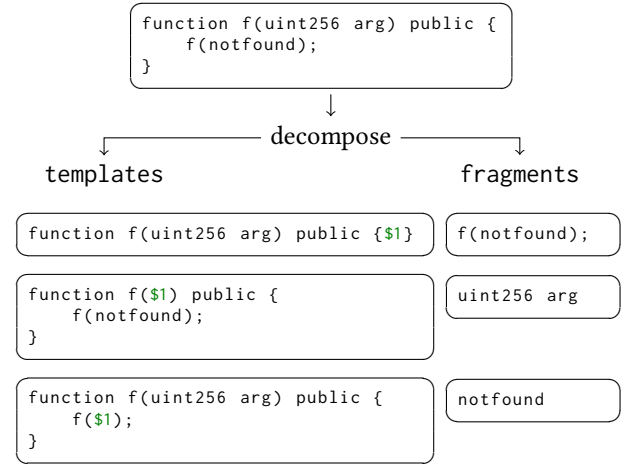 function f(uint256 arg) public {
    f(notfound);
}
decompose
templates fragments
function f(uint256 arg) public {$1} f(notfound);
function f($1) public {
    f(notfound);
}
uint256 arg
function f(uint256 arg) public {
    f($1);
}
notfound